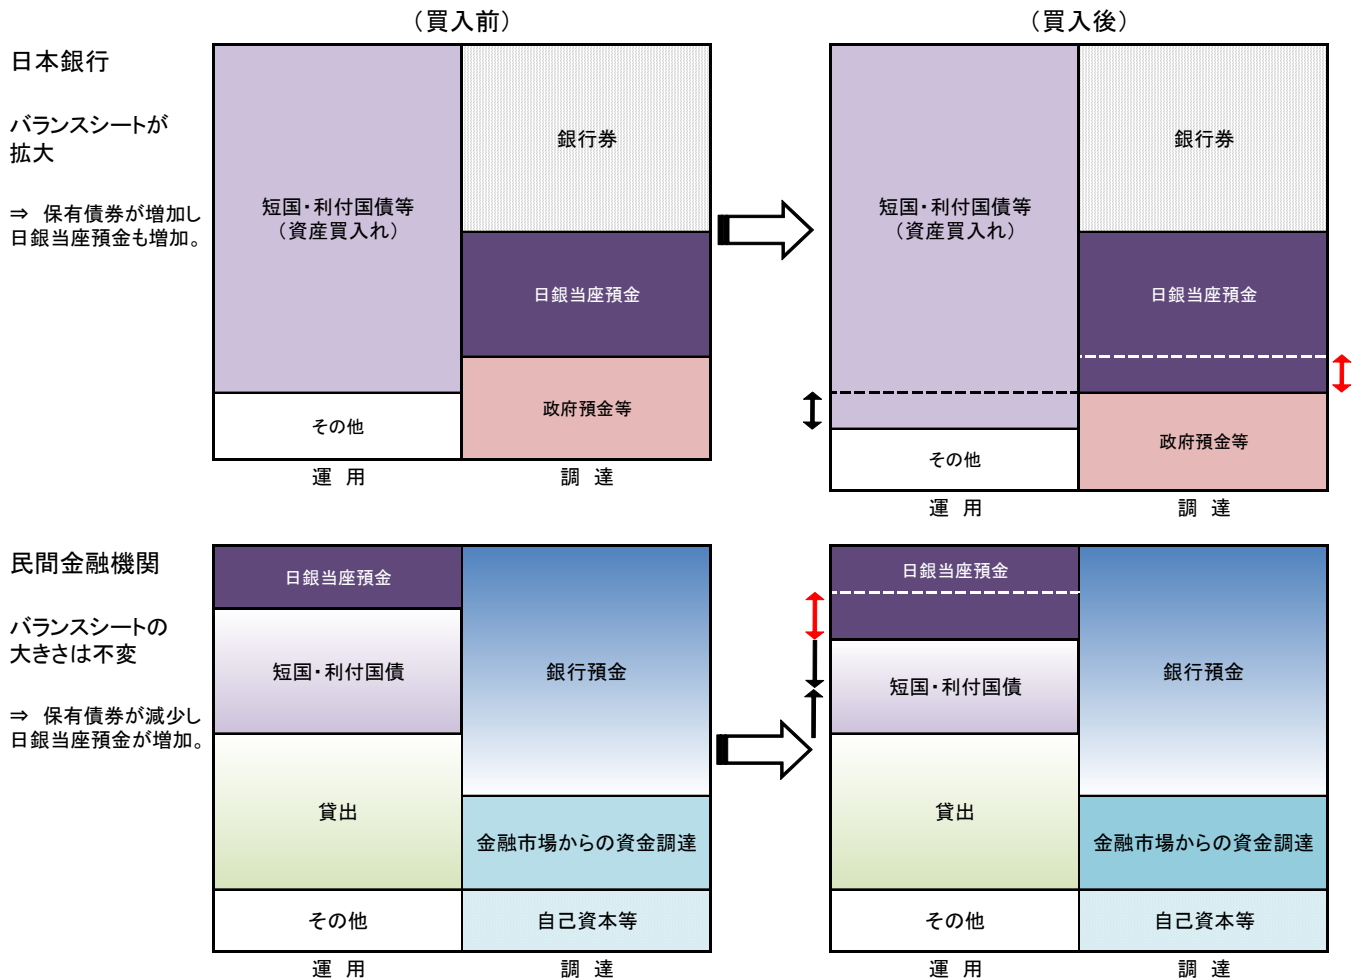 （買入前）
（買入後）
日本銀行
バランスシートが
拡大
⇒ 保有債券が増加し
日銀当座預金も増加。
短国・利付国債等
（資産買入れ）
その他
銀行券
日銀当座預金
政府預金等
運 用
調 達
短国・利付国債等
（資産買入れ）
その他
銀行券
日銀当座預金
政府預金等
運 用
調 達
民間金融機関
バランスシートの
大きさは不変
⇒ 保有債券が減少し
日銀当座預金が増加。
日銀当座預金
短国・利付国債
貸出
その他
銀行預金
金融市場からの資金調達
自己資本等
運 用
調 達
日銀当座預金
短国・利付国債
貸出
その他
銀行預金
金融市場からの資金調達
自己資本等
運 用
調 達